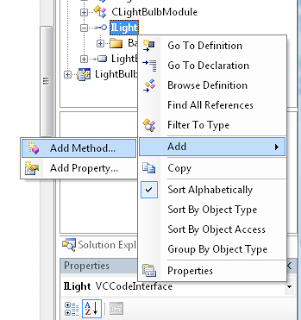 CLightBulbModule
ILight
Ba
LightB
LightBulb
Go To Definition
Go To Declaration
Browse Definition
Find All References
Filter To Type
Add
Add Method...
Add Property...
Copy
Sort Alphabetically
Sort By Object Type
Sort By Object Access
Group By Object Type
Properties
Solution Expl
Properties
ILight VCCodeInterface